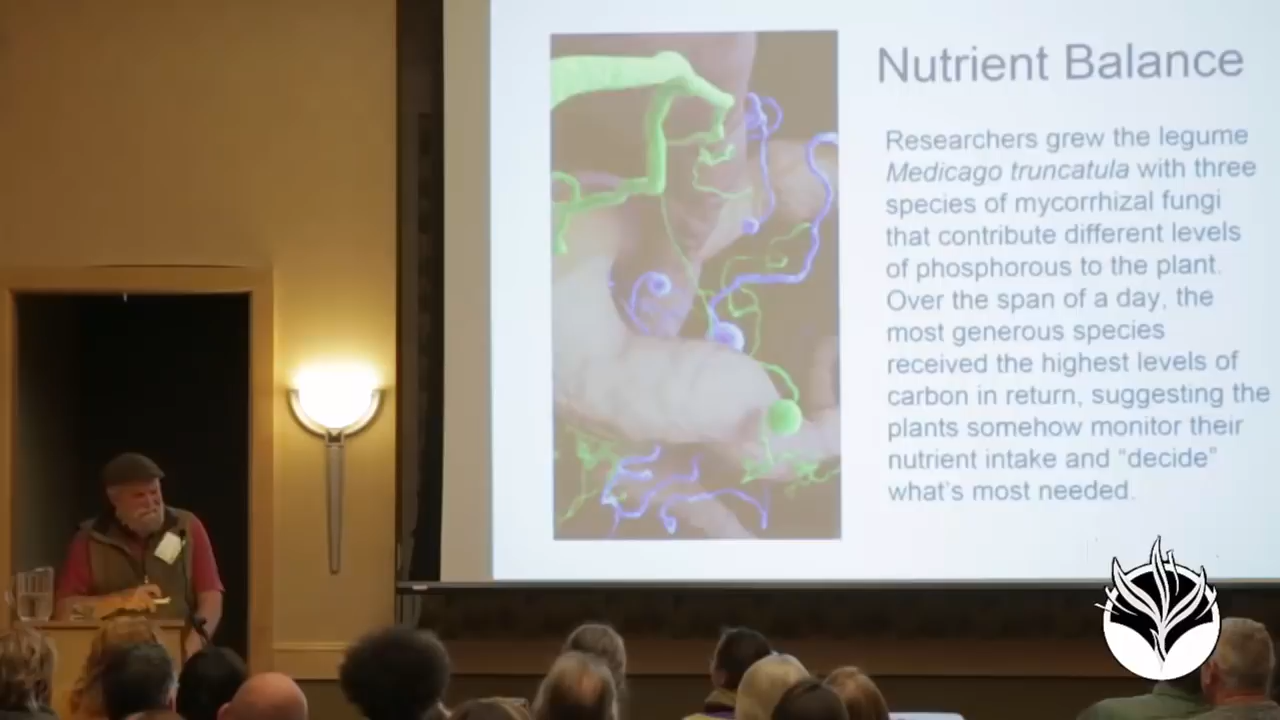 Nutrient Balance
Researchers grew the legume
Medicago truncatula with three
species of mycorrhizal fungi
that contribute different levels
of phosphorous to the plant.
Over the span of a day, the
most generous species
received the highest levels of
carbon in return, suggesting the
plants somehow monitor their
nutrient intake and “decide”
what's most needed.